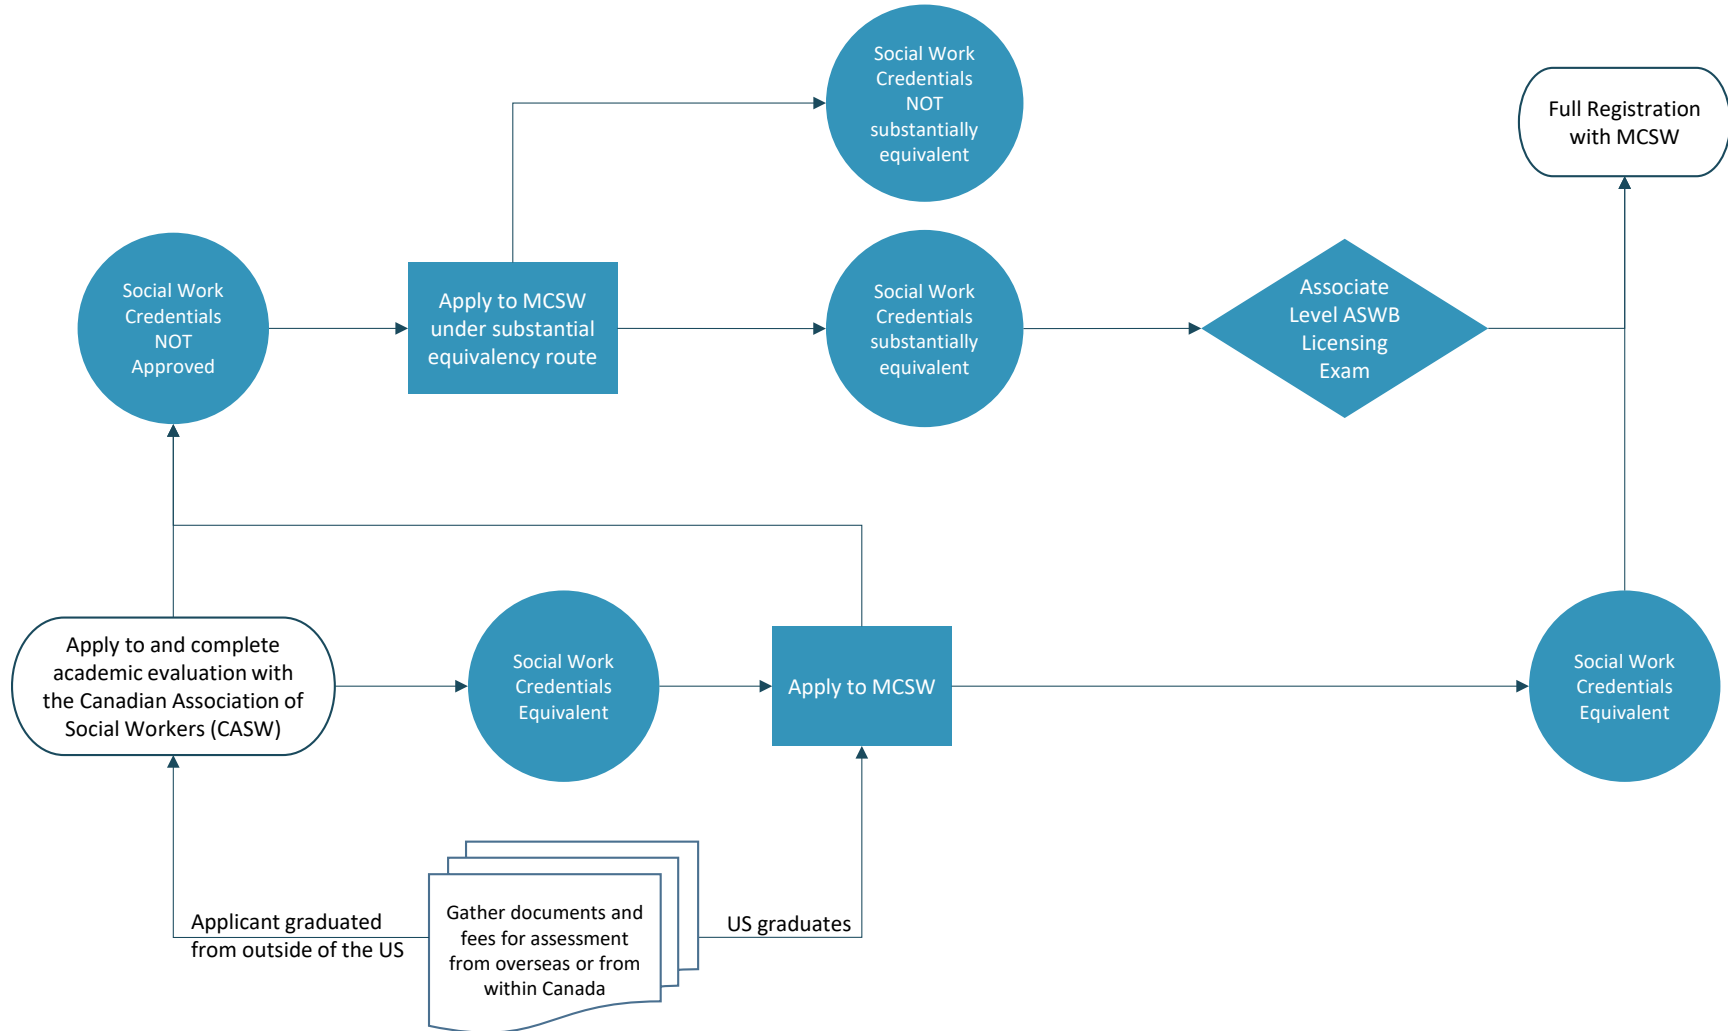 Social Work
Credentials
NOT
substantially
equivalent
Full Registration
with MCSW
Social Work
Credentials
NOT
Approved
Apply to MCSW
under substantial
equivalency route
Social Work
Credentials
substantially
equivalent
Associate
Level ASWB
Licensing
Exam
Apply to and complete
academic evaluation with
the Canadian Association of
Social Workers (CASW)
Social Work
Credentials
Equivalent
Apply to MCSW
Social Work
Credentials
Equivalent
Applicant graduated
from outside of the US
Gather documents and
fees for assessment
from overseas or from
within Canada
US graduates